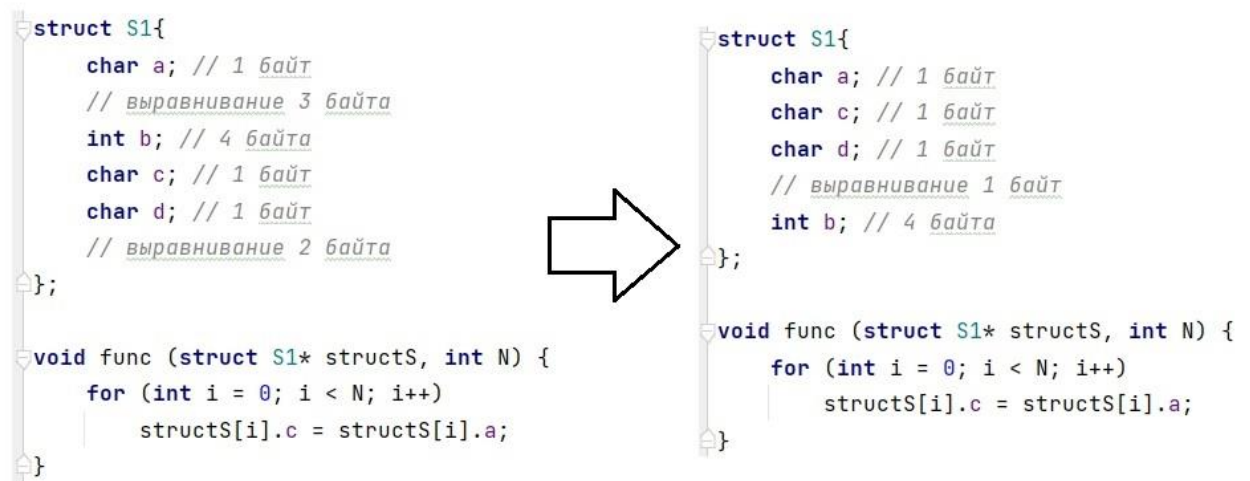 struct S1{
char a; // 1 байт
// выравнивание 3 байта
int b; // 4 байта
char c; // 1 байт
char d; // 1 байт
// выравнивание 2 байта
};
void func (struct S1* structS, int N) {
for (int i = 0; i < N; i++)
structS[i].c = structS[i].a;
}
struct S1{
char a; // 1 байт
char c; // 1 байт
char d; // 1 байт
// выравнивание 1 байт
int b; // 4 байта
};
void func (struct S1* structS, int N) {
for (int i = 0; i < N; i++)
structS[i].c = structS[i].a;
}